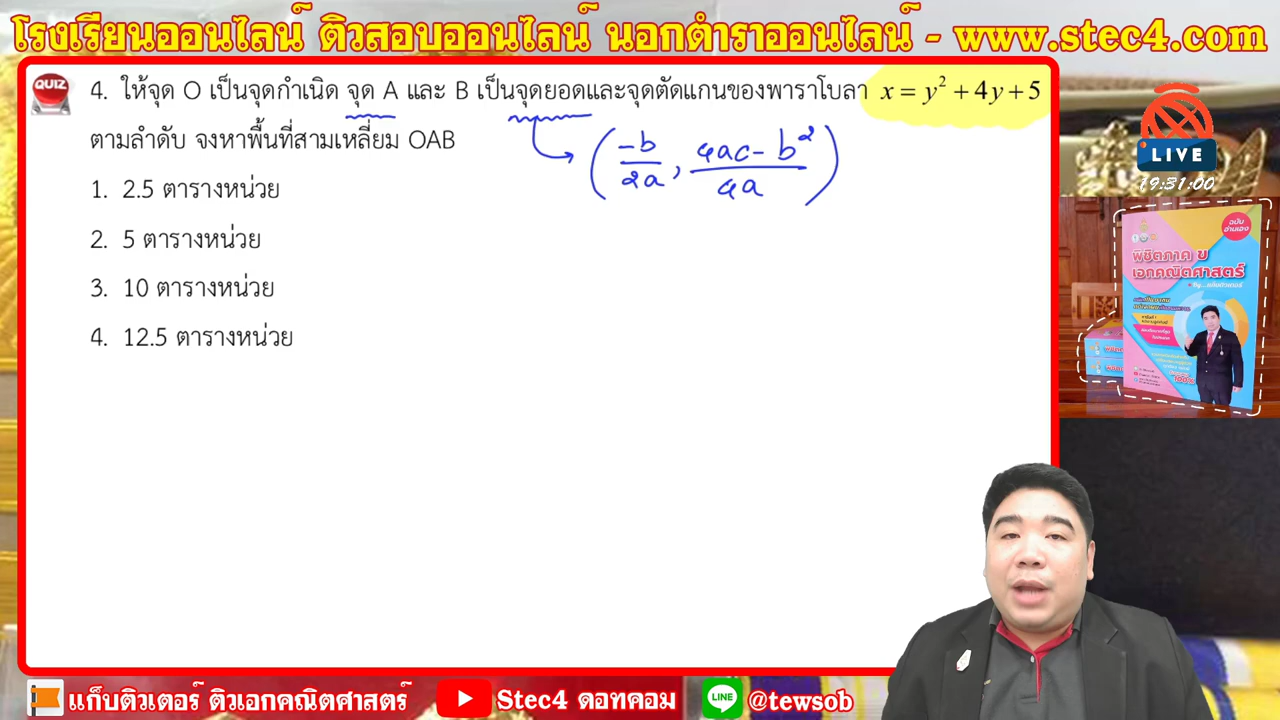 โรงเรียนออนไลน์ ติวสอบออนไลน์ นอกตำราออนไลน์ - www.stec4.com
QUIZ
4. ให้จุด O เป็นจุดกำเนิด จุด A และ B เป็นจุดยอดและจุดตัดแกนของพาราโบลา x = y² + 4y + 5
ตามลำดับ จงหาพื้นที่สามเหลี่ยม OAB
(-b/2a, 4ac-b²/4a)
1. 2.5 ตารางหน่วย
2. 5 ตารางหน่วย
3. 10 ตารางหน่วย
4. 12.5 ตารางหน่วย
LIVE
19:31:00
ฉบับ
อ่านเอง
พิชิตภาค ข
เอกคณิตศาสตร์
แก็บติวเตอร์ ติวเอกคณิตศาสตร์
Stec4 ดอทคอม
LINE
@tewsob